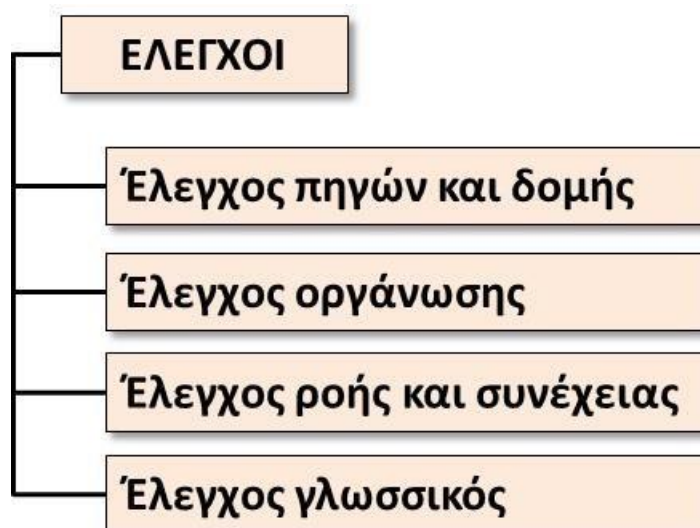 ΕΛΕΓΧΟΙ
Έλεγχος πηγών και δομής
Έλεγχος οργάνωσης
Έλεγχος ροής και συνέχειας
Έλεγχος γλωσσικός